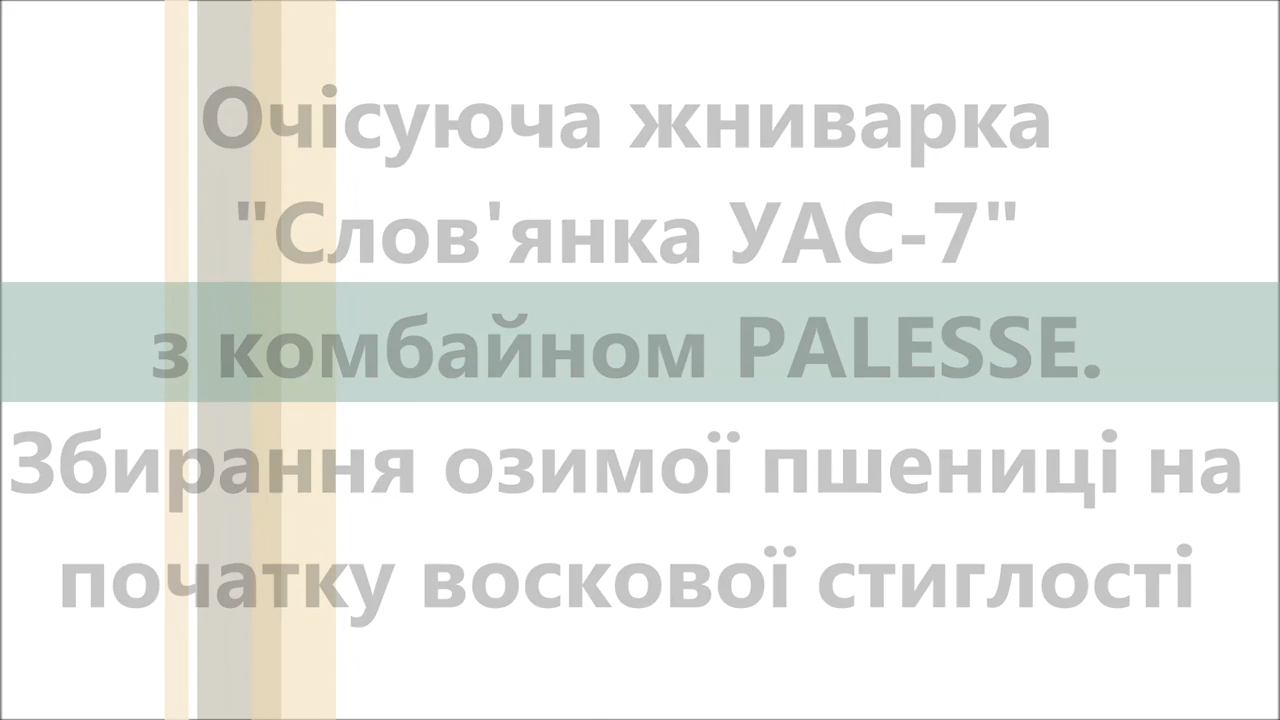 Очісуюча жниварка
"Слов'янка УАС-7"
з комбайном PALESSE.
Збирання озимої пшениці на
початку воскової стиглості